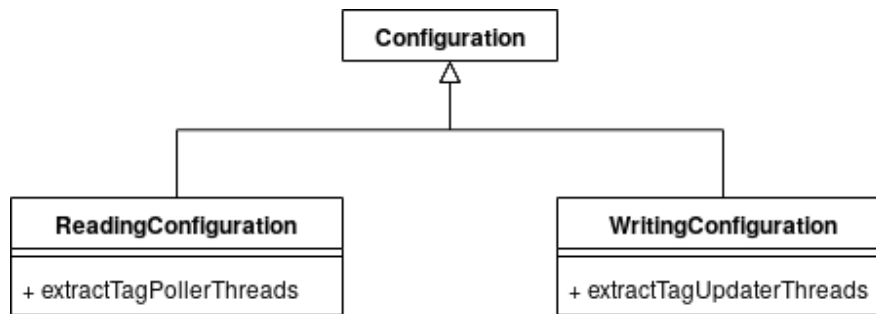 Configuration
ReadingConfiguration
WritingConfiguration
+ extractTagPollerThreads
+ extractTagUpdaterThreads